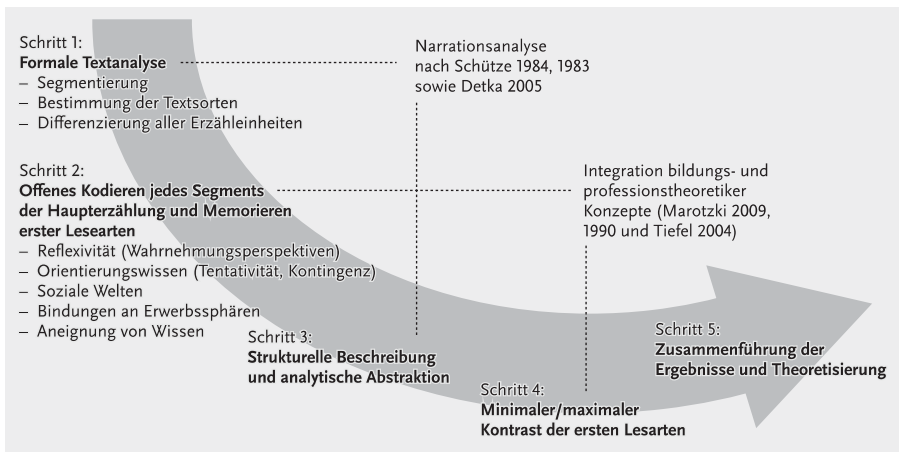 Schritt 1:
Formale Textanalyse
– Segmentierung
– Bestimmung der Textsorten
– Differenzierung aller Erzähleinheiten
Narrationsanalyse
nach Schütze 1984, 1983
sowie Detka 2005
Schritt 2:
Offenes Kodieren jedes Segments
der Haupterzählung und Memorieren
erster Lesearten
– Reflexivität (Wahrnehmungsperspektiven)
– Orientierungswissen (Tentativität, Kontingenz)
– Soziale Welten
– Bindungen an Erwerbssphären
– Aneignung von Wissen
Integration bildungs- und
professionstheoretiker
Konzepte (Marotzki 2009,
1990 und Tiefel 2004)
Schritt 3:
Strukturelle Beschreibung
und analytische Abstraktion
Schritt 4:
Minimaler/maximaler
Kontrast der ersten Lesarten
Schritt 5:
Zusammenführung der
Ergebnisse und Theoretisierung